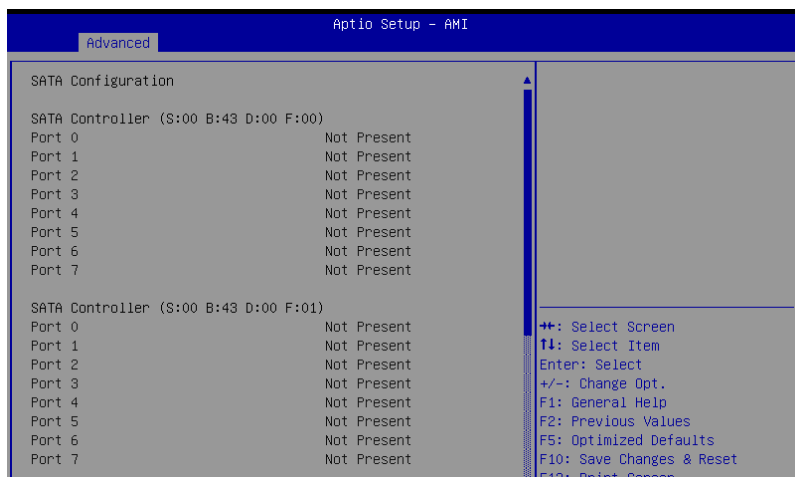 Aptio Setup – AMI
Advanced
SATA Configuration
SATA Controller (S:00 B:43 D:00 F:00)
Port 0 Not Present
Port 1 Not Present
Port 2 Not Present
Port 3 Not Present
Port 4 Not Present
Port 5 Not Present
Port 6 Not Present
Port 7 Not Present
SATA Controller (S:00 B:43 D:00 F:01)
Port 0 Not Present
Port 1 Not Present
Port 2 Not Present
Port 3 Not Present
Port 4 Not Present
Port 5 Not Present
Port 6 Not Present
Port 7 Not Present
→←: Select Screen
↑↓: Select Item
Enter: Select
+/-: Change Opt.
F1: General Help
F2: Previous Values
F5: Optimized Defaults
F10: Save Changes & Reset
F12: Print Screen